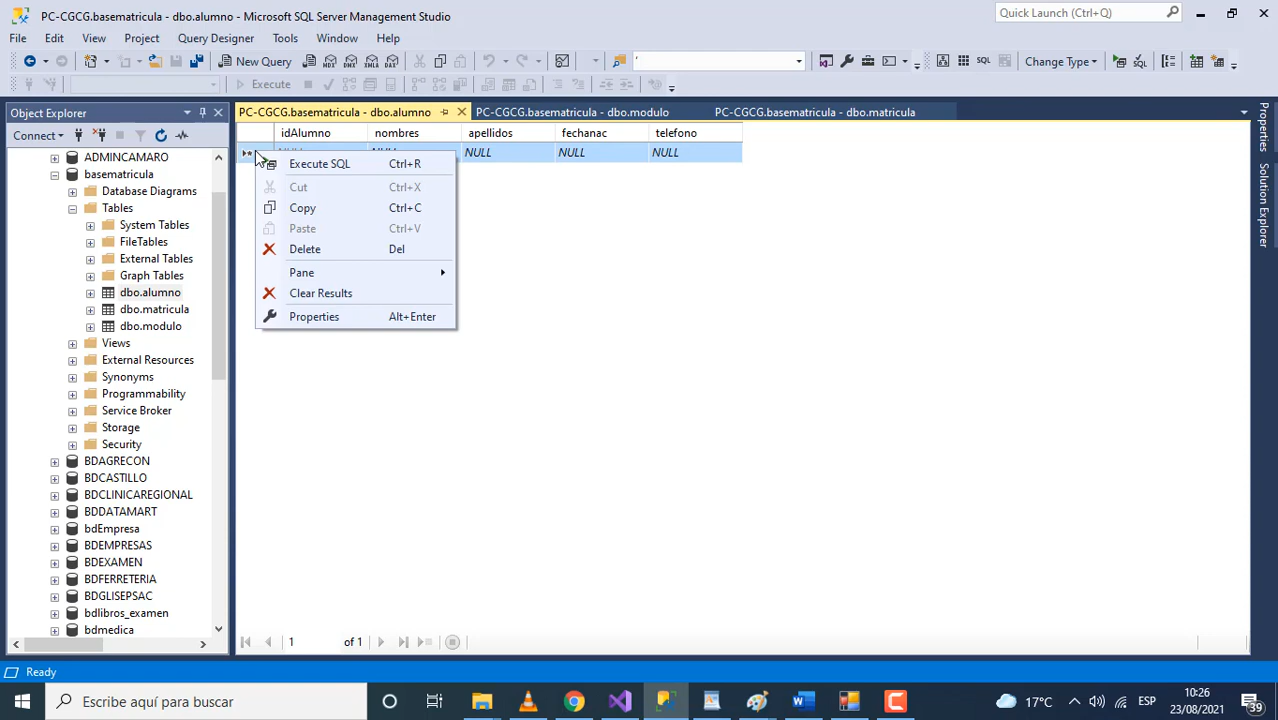 PC-CGCG.basematricula - dbo.alumno - Microsoft SQL Server Management Studio
Quick Launch (Ctrl+Q)
File Edit View Project Query Designer Tools Window Help
New Query
Change Type
Execute
Object Explorer
Connect
ADMINCAMARO
basematricula
Database Diagrams
Tables
System Tables
FileTables
External Tables
Graph Tables
dbo.alumno
dbo.matricula
dbo.modulo
Views
External Resources
Synonyms
Programmability
Service Broker
Storage
Security
BDAGRECON
BDCASTILLO
BDCLINICAREGIONAL
BDDATAMART
bdEmpresa
BDEMPRESAS
BDEXAMEN
BDFERRETERIA
BDGLISEPSAC
bdlibros_examen
bdmedica
PC-CGCG.basematricula - dbo.alumno
PC-CGCG.basematricula - dbo.modulo
PC-CGCG.basematricula - dbo.matricula
idAlumno nombres apellidos fechanac telefono
NULL NULL NULL
Execute SQL Ctrl+R
Cut Ctrl+X
Copy Ctrl+C
Paste Ctrl+V
Delete Del
Pane
Clear Results
Properties Alt+Enter
1 of 1
Properties
Solution Explorer
Ready
Escribe aquí para buscar
17°C
ESP
10:26
23/08/2021
39